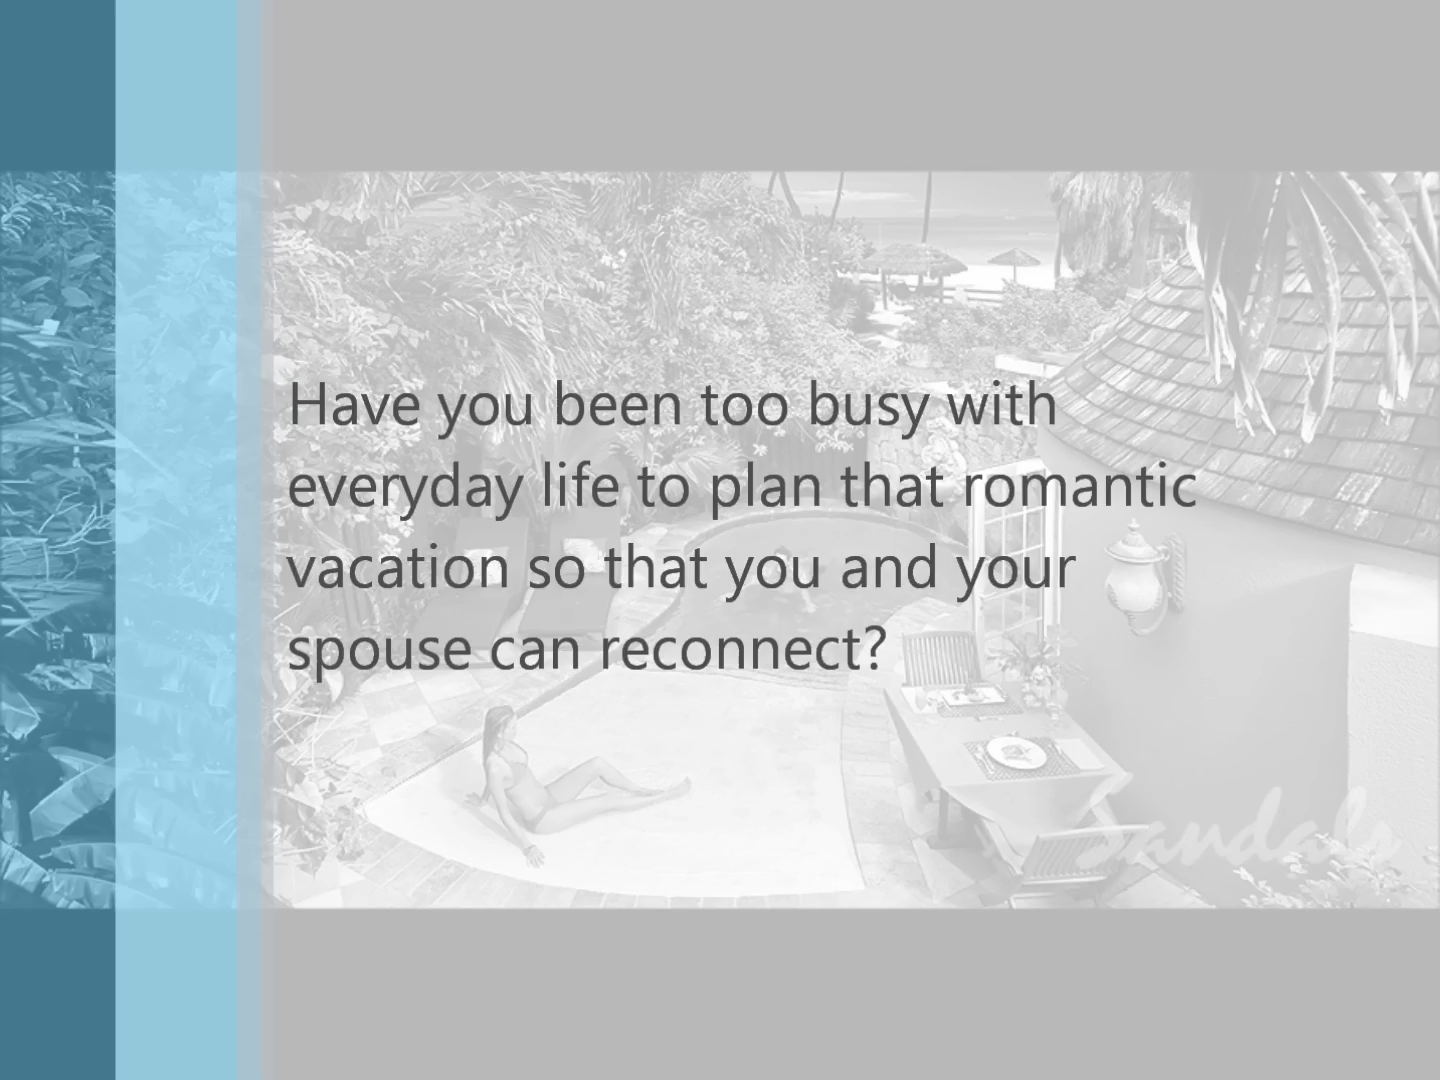 Have you been too busy with
everyday life to plan that romantic
vacation so that you and your
spouse can reconnect?
Sandals